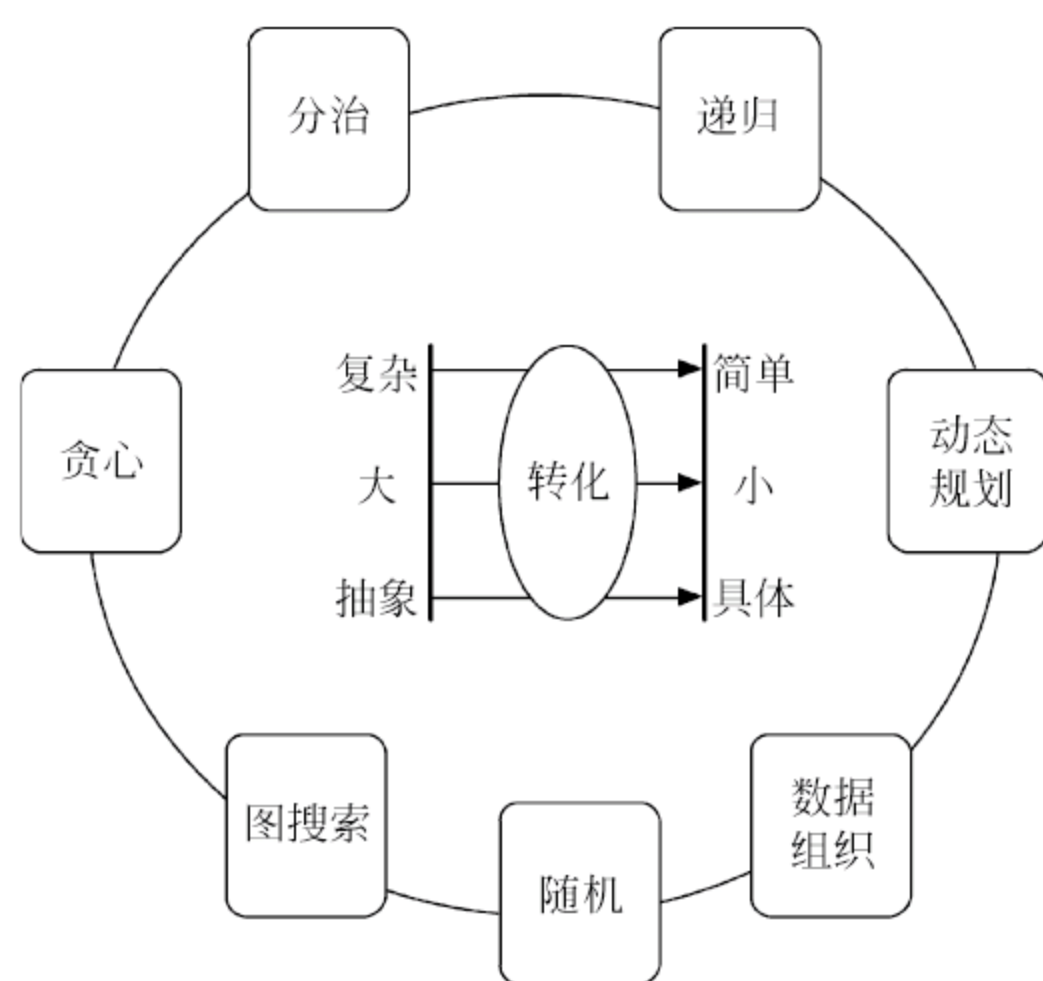 分治
递归
复杂
简单
贪心
动态
规划
大
转化
小
抽象
具体
图搜索
数据
组织
随机